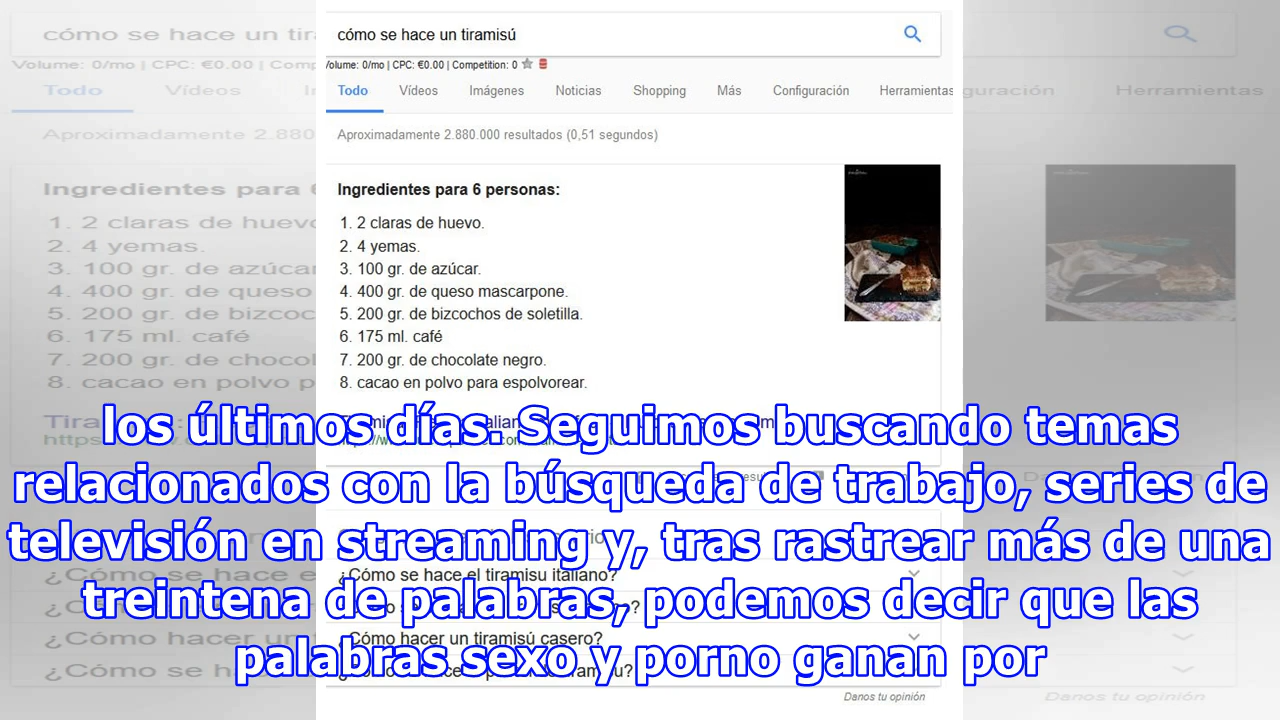 cómo se hace un tiramisú
Volume: 0/mo | CPC: €0.00 | Competition: 0
Todo Vídeos Imágenes Noticias Shopping Más Configuración Herramientas
Aproximadamente 2.880.000 resultados (0,51 segundos)
Ingredientes para 6 personas:
1. 2 claras de huevo.
2. 4 yemas.
3. 100 gr. de azúcar.
4. 400 gr. de queso mascarpone.
5. 200 gr. de bizcochos de soletilla.
6. 175 ml. café
7. 200 gr. de chocolate negro.
8. cacao en polvo para espolvorear.
los últimos días. Seguimos buscando temas
relacionados con la búsqueda de trabajo, series de
televisión en streaming y, tras rastrear más de una
¿Cómo se hace el tiramisu italiano?
treintena de palabras, podemos decir que las
¿Cómo hacer un tiramisú casero?
palabras sexo y porno ganan por
Danos tu opinión